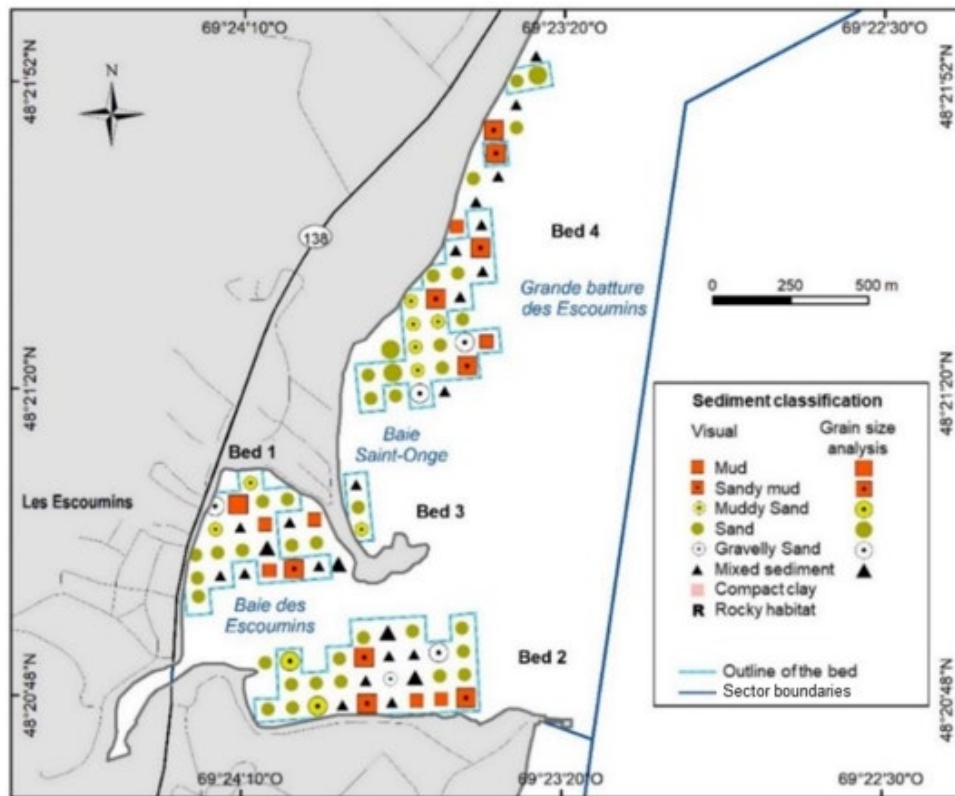 69°24'10"O 69°23'20"O 69°22'30"O
48°21'52"N
48°21'52"N
N
138
Bed 4
Grande batture
des Escoumins
0 250 500 m
48°21'20"N
48°21'20"N
Baie
Saint-Onge
Bed 1
Les Escoumins
Bed 3
Baie des
Escoumins
Bed 2
48°20'48"N
48°20'48"N
Sediment classification
Visual
Grain size
analysis
Mud
Sandy mud
Muddy Sand
Sand
Gravelly Sand
Mixed sediment
Compact clay
R Rocky habitat
Outline of the bed
Sector boundaries
69°24'10"O 69°23'20"O 69°22'30"O